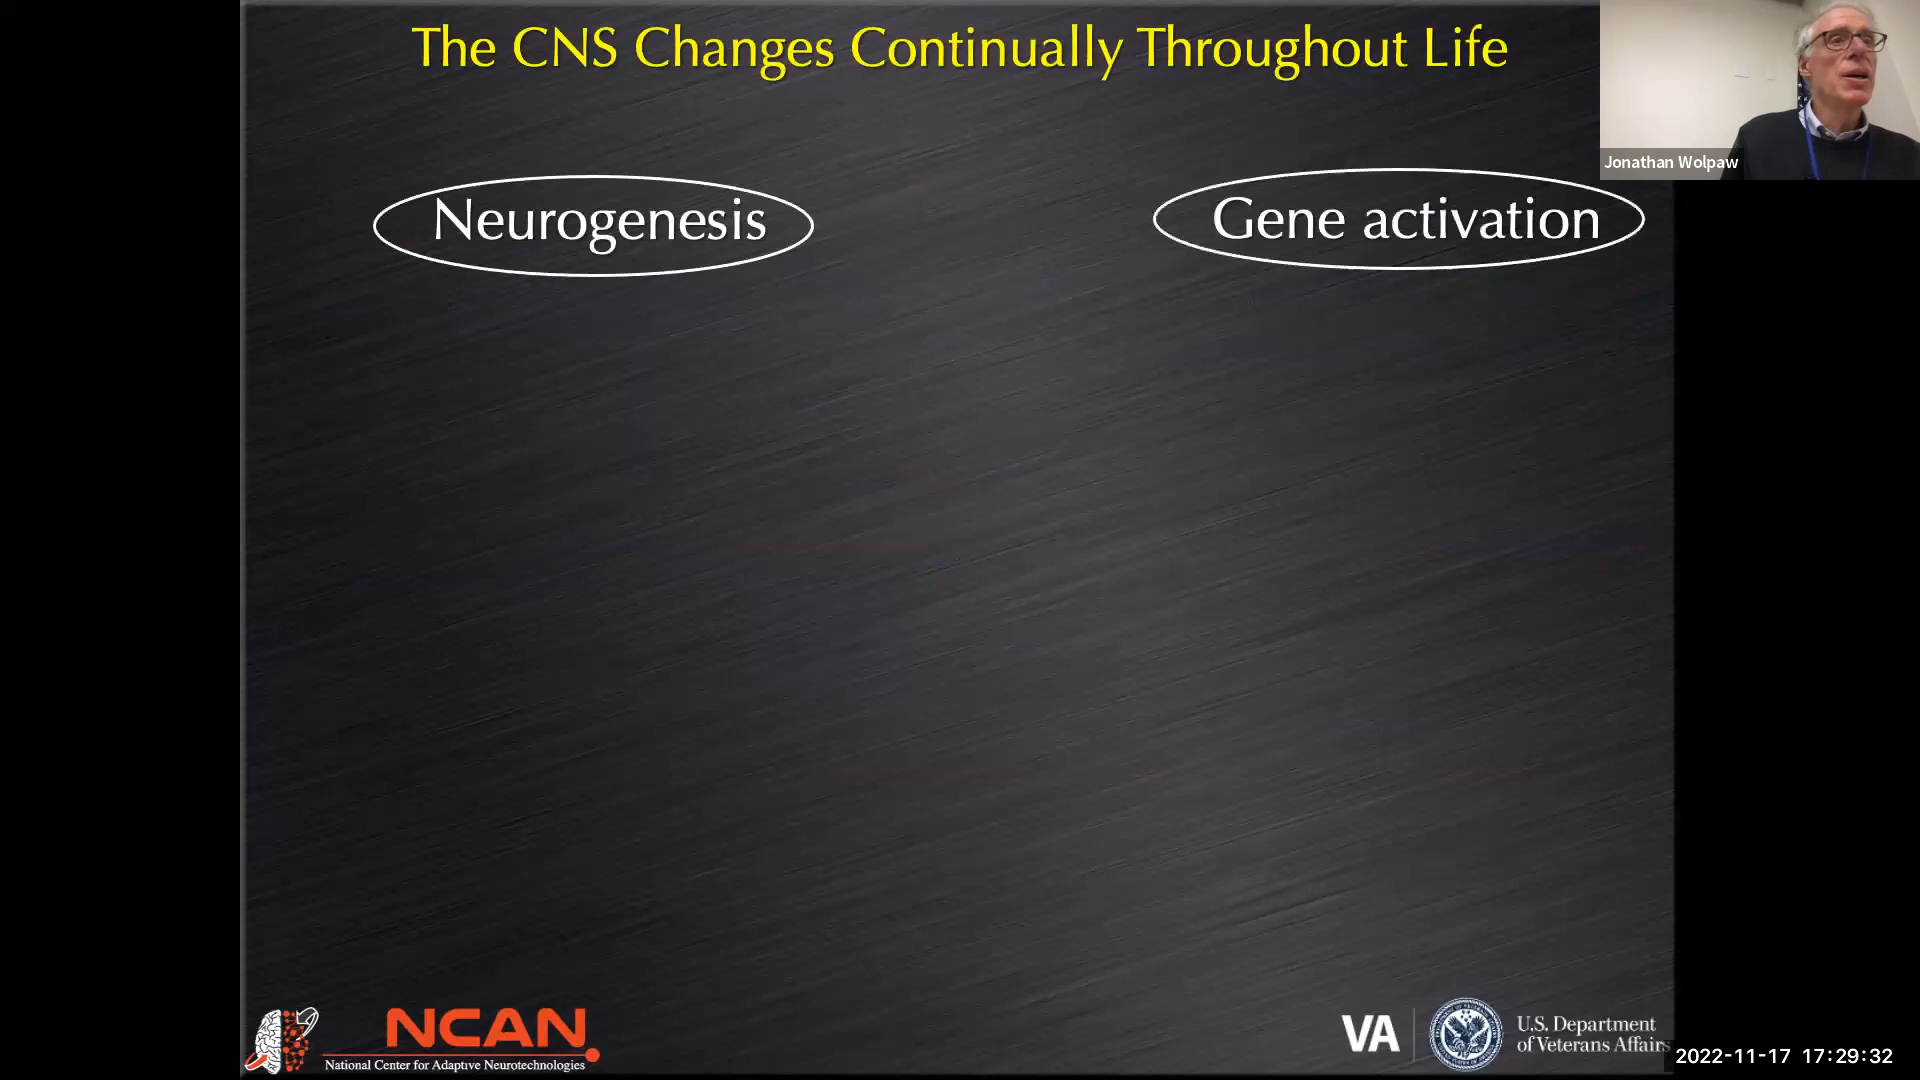 The CNS Changes Continually Throughout Life
Jonathan Wolpaw
Neurogenesis
Gene activation
NCAN
National Center for Adaptive Neurotechnologies
VA
U.S. Department
of Veterans Affairs
2022-11-17 17:29:32